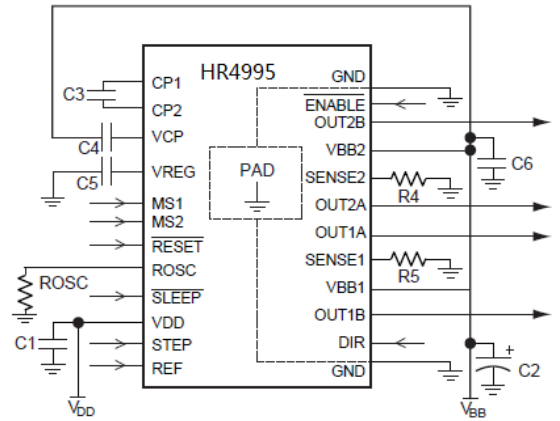 HR4995
CP1
CP2
VCP
VREG
MS1
MS2
RESET
ROSC
SLEEP
VDD
STEP
REF
PAD
GND
ENABLE
OUT2B
VBB2
SENSE2
OUT2A
OUT1A
SENSE1
VBB1
OUT1B
DIR
GND
C3
C4
C5
ROSC
C1
VDD
C6
R4
R5
+
C2
VBB